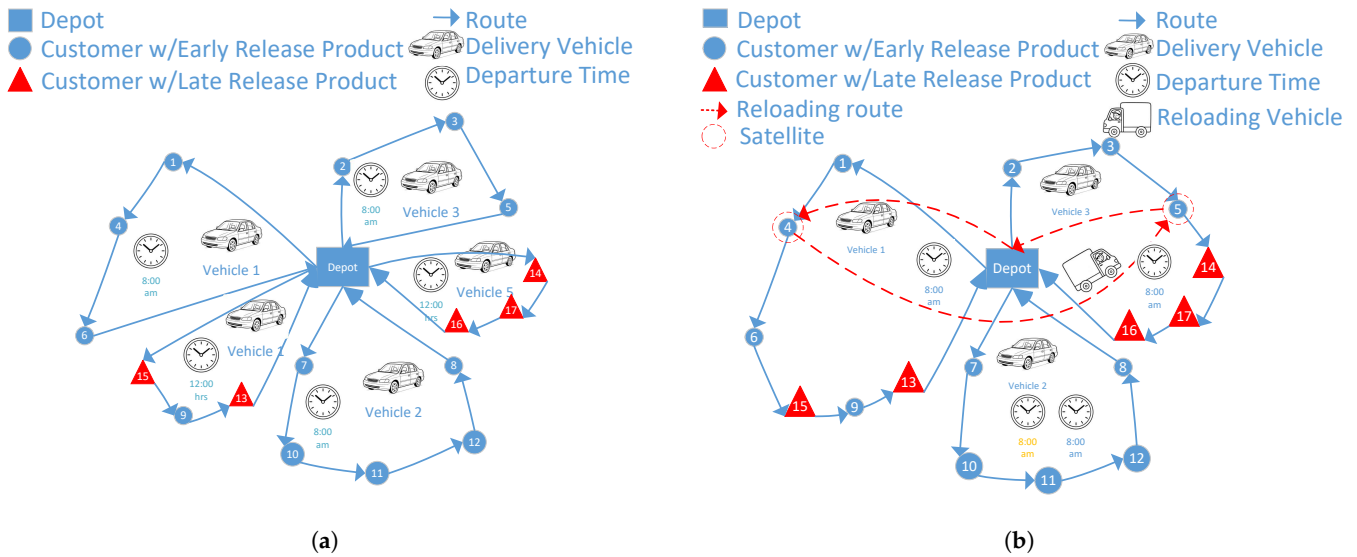 Depot
Customer w/Early Release Product
Customer w/Late Release Product
Route
Delivery Vehicle
Departure Time
1
4
6
8:00
am
Vehicle 1
2
3
5
8:00
am
Vehicle 3
Depot
12:00
hrs
Vehicle 5
14
17
16
15
9
13
12:00
hrs
Vehicle 1
7
8
10
11
12
8:00
am
Vehicle 2
(a)
Depot
Customer w/Early Release Product
Customer w/Late Release Product
Reloading route
Satellite
Route
Delivery Vehicle
Departure Time
Reloading Vehicle
1
4
6
Vehicle 1
8:00
am
2
3
5
Vehicle 3
Depot
8:00
am
14
17
16
15
9
13
7
8
10
11
12
Vehicle 2
8:00
am
8:00
am
(b)